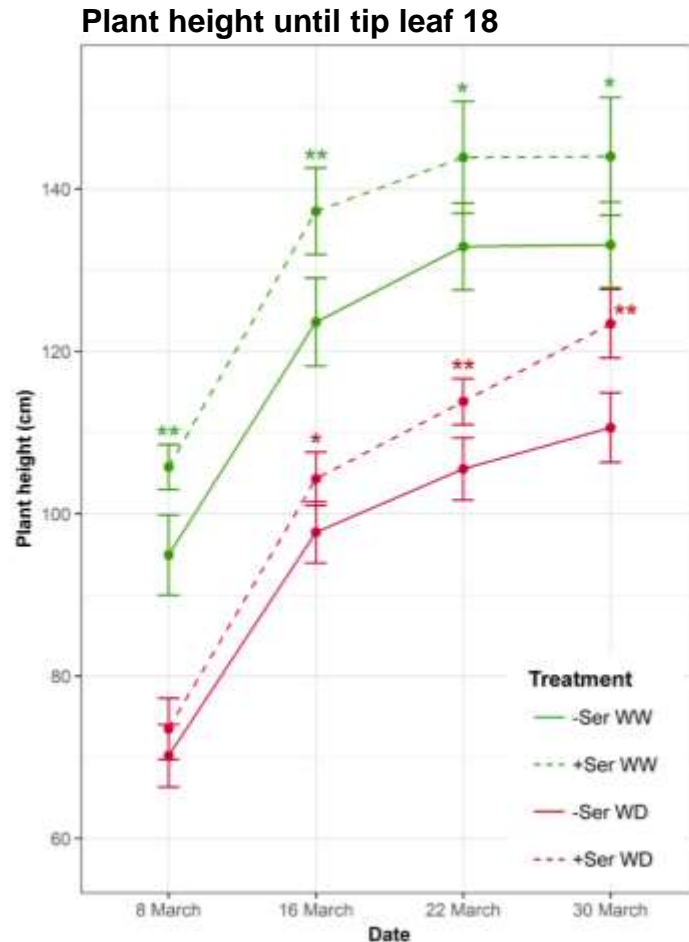 Plant height until tip leaf 18
* *
**
140
120
**
**
Plant height (cm)
**
*
100
80
60
Treatment
-Ser WW
+Ser WW
-Ser WD
+Ser WD
8 March 16 March 22 March 30 March
Date